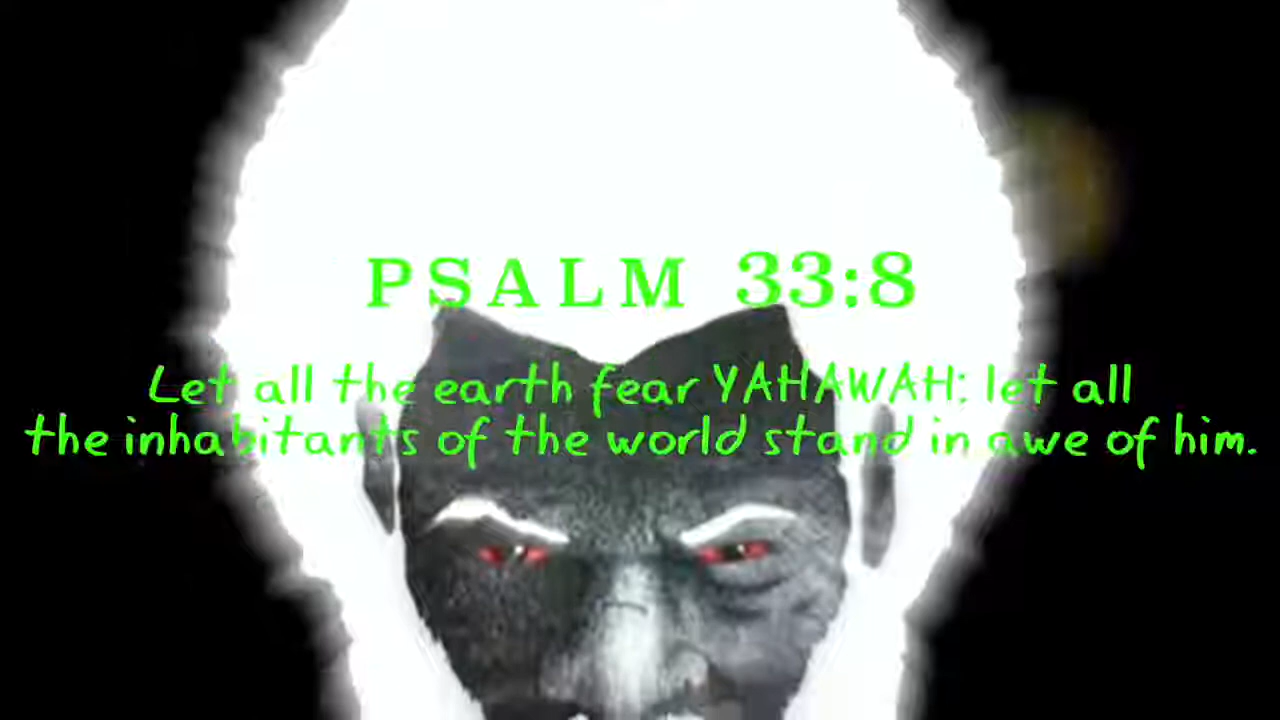 PSALM 33:8
Let all the earth fear YAHAWAH: let all
the inhabitants of the world stand in awe of him.